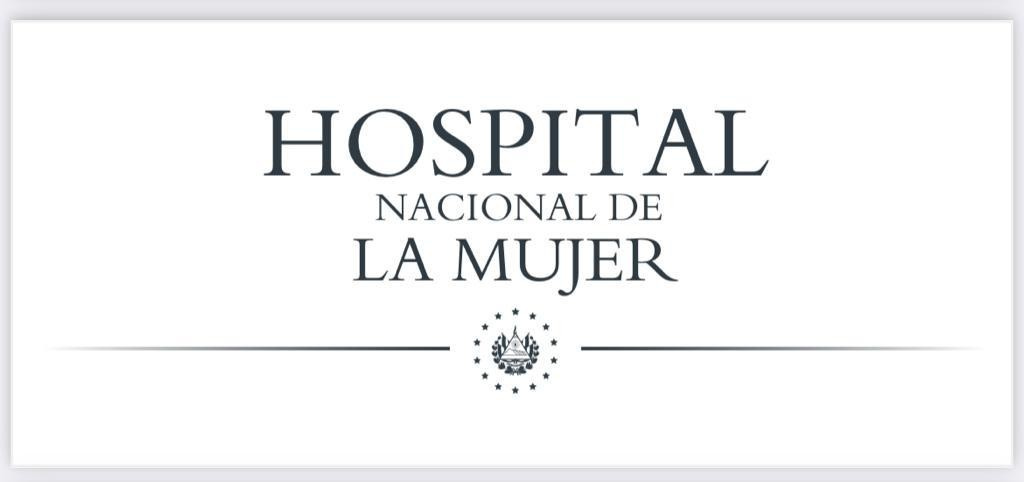 HOSPITAL
NACIONAL DE
LA MUJER